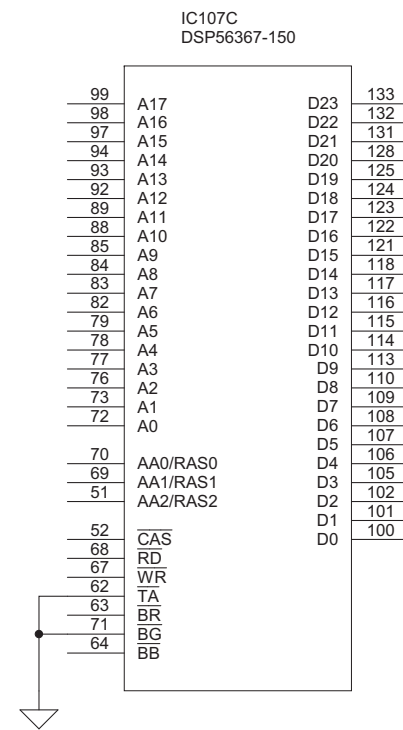 IC107C
DSP56367-150
99 A17 D23 133
98 A16 D22 132
97 A15 D21 131
94 A14 D20 128
93 A13 D19 125
92 A12 D18 124
89 A11 D17 123
88 A10 D16 122
85 A9 D15 121
84 A8 D14 118
83 A7 D13 117
82 A6 D12 116
79 A5 D11 115
78 A4 D10 114
77 A3 D9 113
76 A2 D8 110
73 A1 D7 109
72 A0 D6 108
D5 107
70 AA0/RAS0 D4 106
69 AA1/RAS1 D3 105
51 AA2/RAS2 D2 102
D1 101
52 CAS D0 100
68 RD
67 WR
62 TA
63 BR
71 BG
64 BB